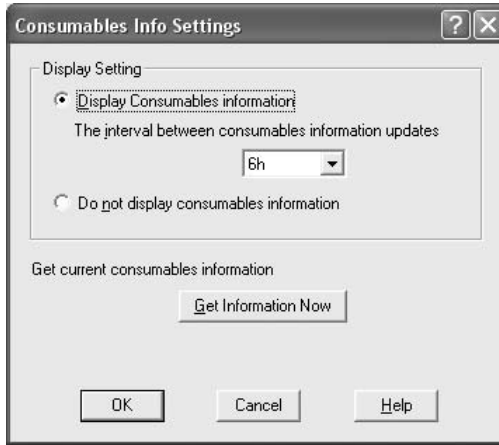 Consumables Info Settings
Display Setting
Display Consumables information
The interval between consumables information updates
6h
Do not display consumables information
Get current consumables information
Get Information Now
OK Cancel Help